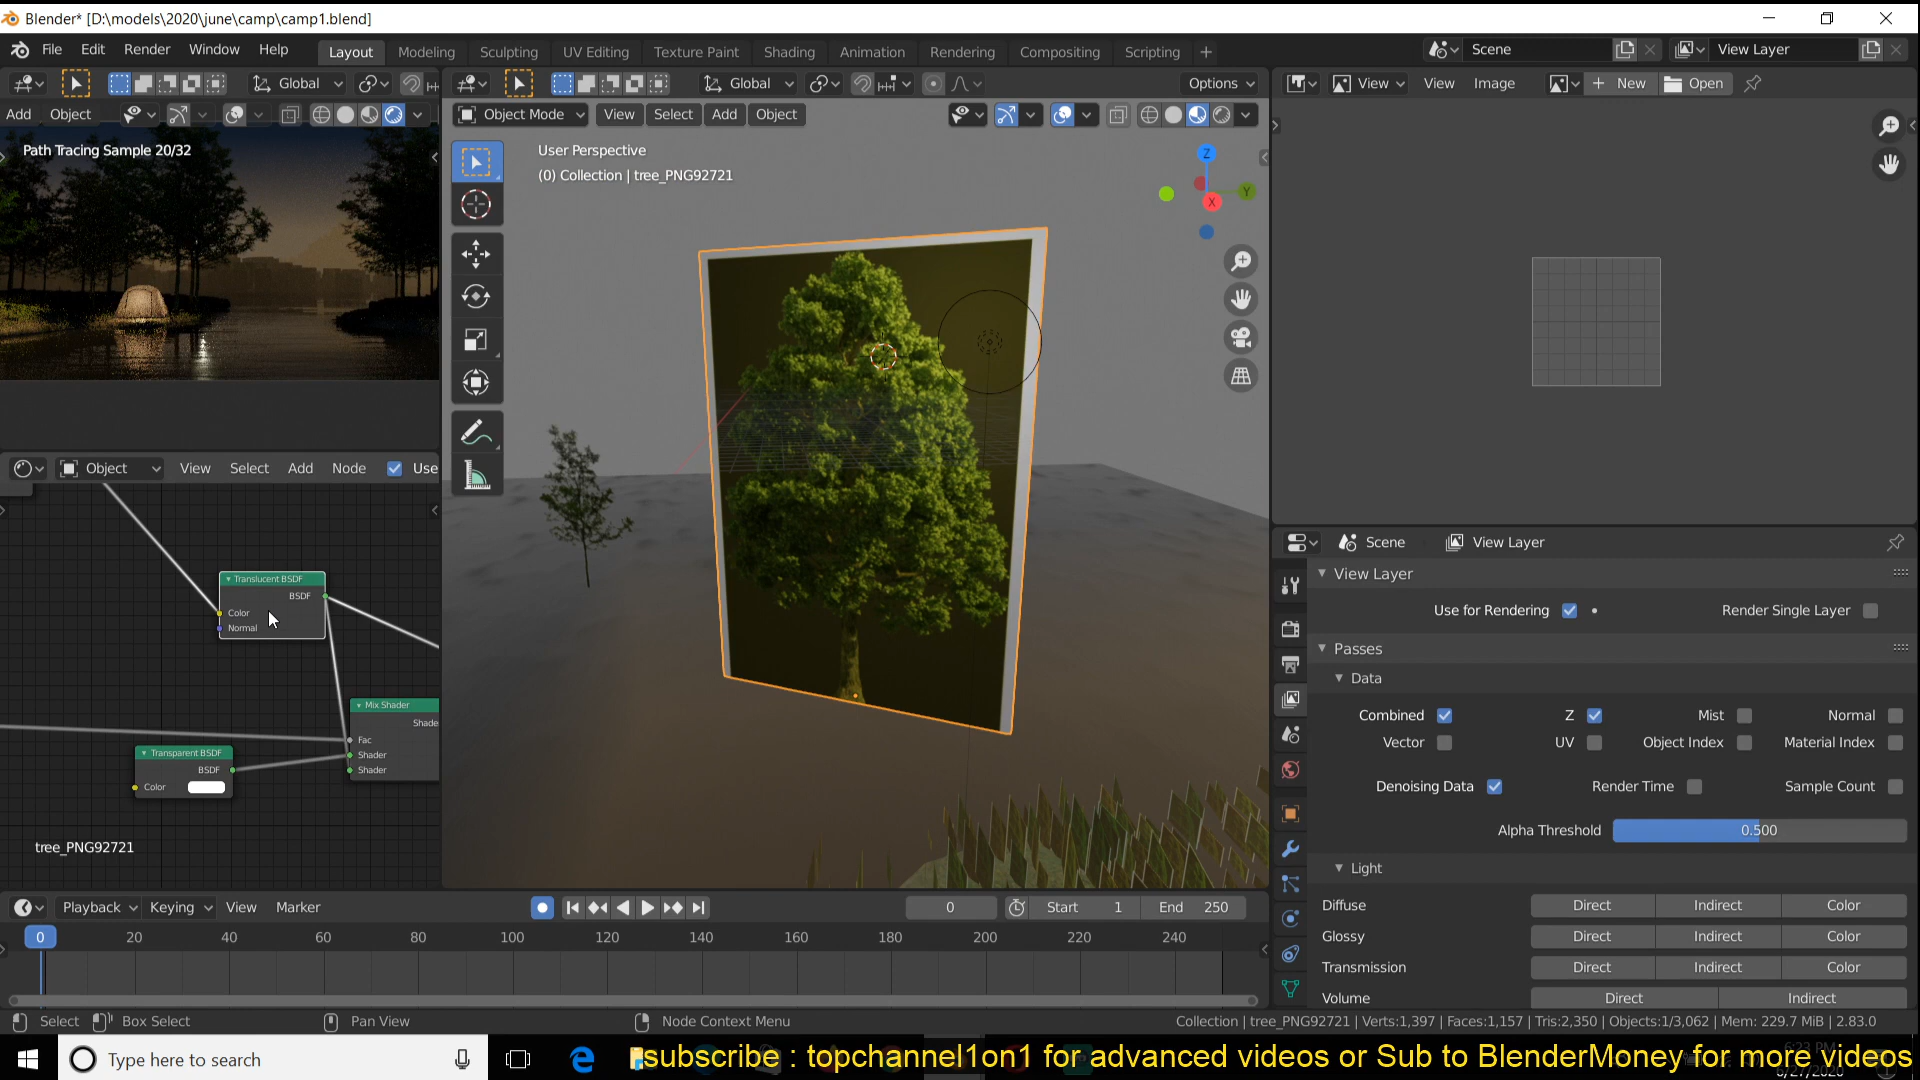 Blender* [D:\models\2020\june\camp\camp1.blend]
File Edit Render Window Help Layout Modeling Sculpting UV Editing Texture Paint Shading Animation Rendering Compositing Scripting + Scene View Layer
Global Global Options View View Image New Open
Add Object Object Mode View Select Add Object
Path Tracing Sample 20/32
User Perspective
(0) Collection | tree_PNG92721
Z
Y
X
Object View Select Add Node Use
Translucent BSDF
BSDF
Color
Normal
Mix Shader
Shade
Fac
Shader
Shader
Transparent BSDF
BSDF
Color
tree_PNG92721
Scene View Layer
View Layer
Use for Rendering Render Single Layer
Passes
Data
Combined Z Mist Normal
Vector UV Object Index Material Index
Denoising Data Render Time Sample Count
Alpha Threshold 0.500
Light
Diffuse Direct Indirect Color
Glossy Direct Indirect Color
Transmission Direct Indirect Color
Volume Direct Indirect
Playback Keying View Marker 0 Start 1 End 250
0 20 40 60 80 100 120 140 160 180 200 220 240
Select Box Select Pan View Node Context Menu Collection | tree_PNG92721 | Verts:1,397 | Faces:1,157 | Tris:2,350 | Objects:1/3,062 | Mem: 229.7 MiB | 2.83.0
Type here to search
subscribe : topchannel1on1 for advanced videos or Sub to BlenderMoney for more videos
6:23 PM
6/27/2020